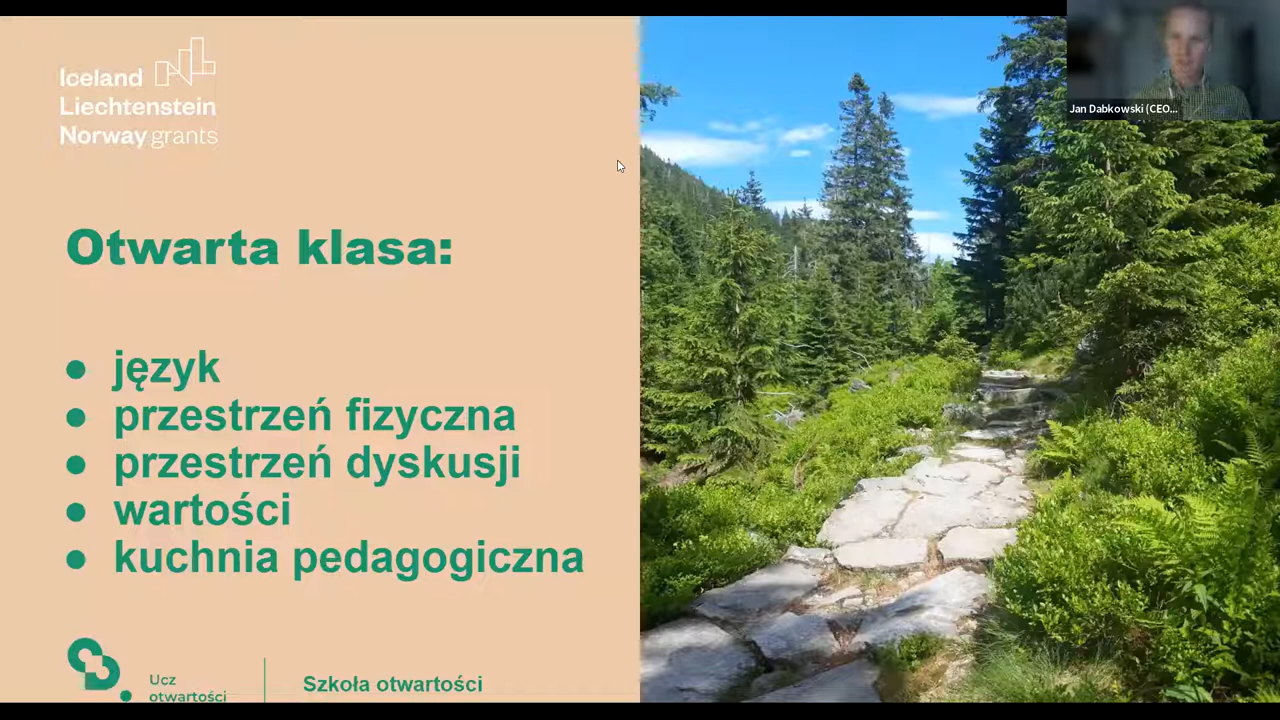 Iceland
Liechtenstein
Norway grants
Jan Dabkowski (CEO...
Otwarta klasa:
• język
• przestrzeń fizyczna
• przestrzeń dyskusji
• wartości
• kuchnia pedagogiczna
Ucz
otwartości
Szkoła otwartości